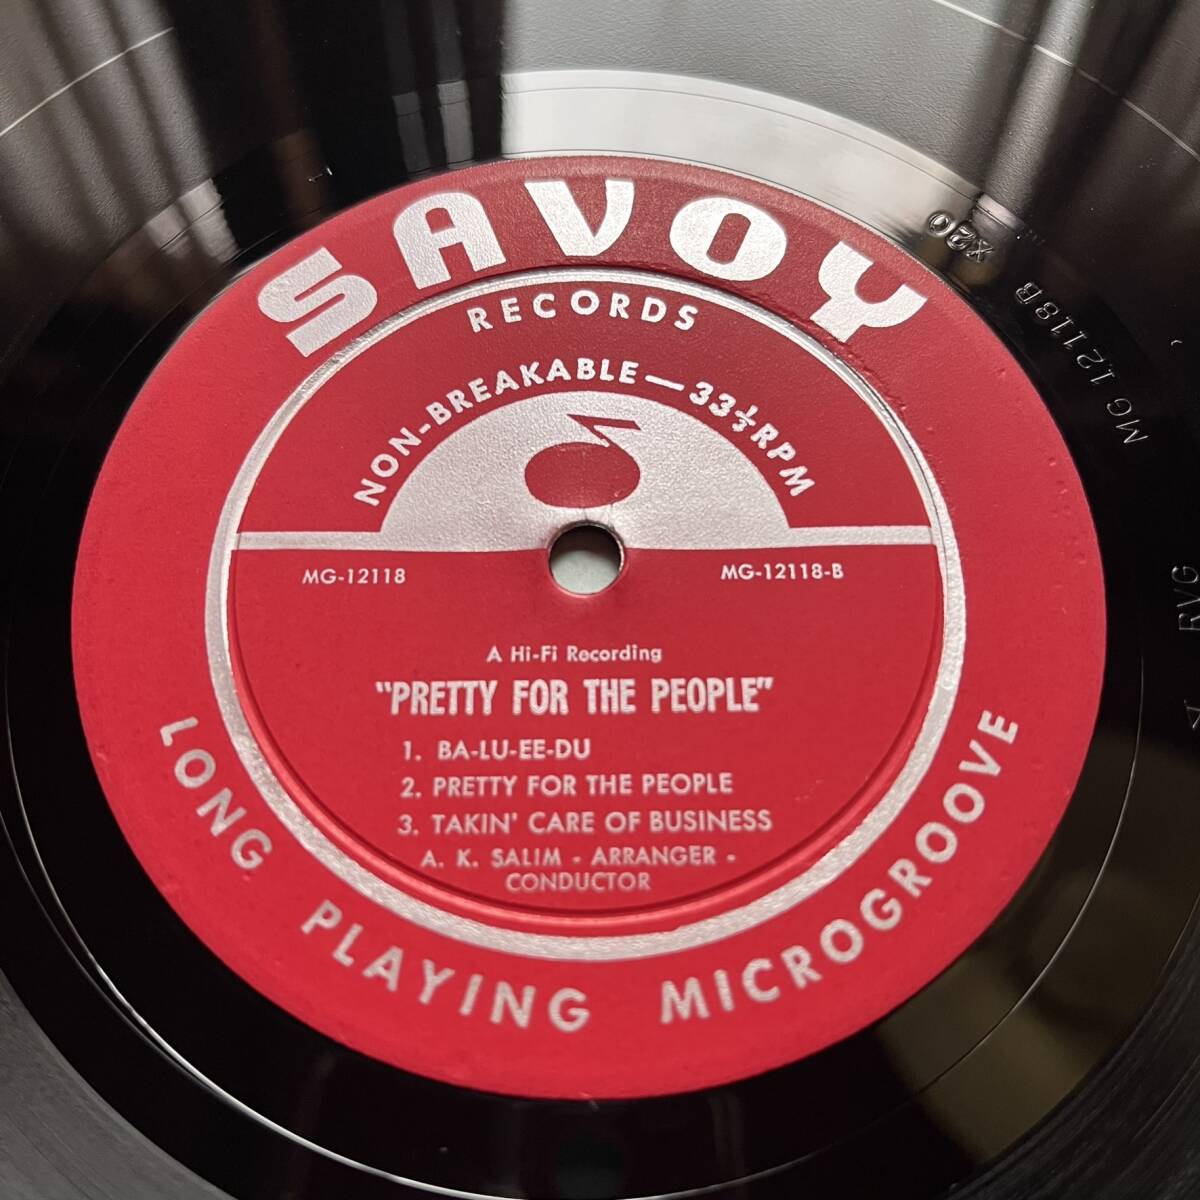 SAVOY
RECORDS
NON-BREAKABLE—33⅓RPM
MG-12118
MG-12118-B
A Hi-Fi Recording
"PRETTY FOR THE PEOPLE"
1. BA-LU-EE-DU
2. PRETTY FOR THE PEOPLE
3. TAKIN' CARE OF BUSINESS
A. K. SALIM - ARRANGER -
CONDUCTOR
LONG PLAYING MICROGROOVE
x20
MG 12118B
RVG